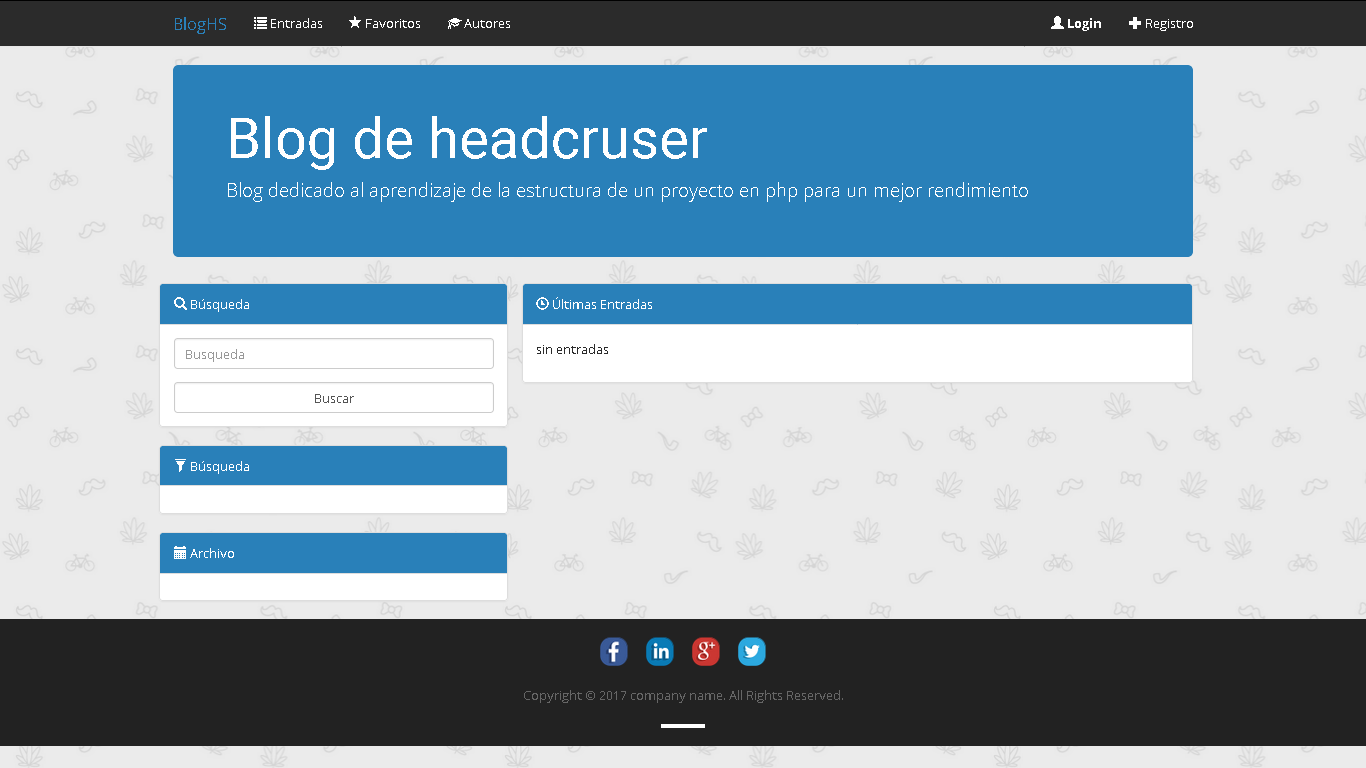 BlogHS Entradas Favoritos Autores Login Registro
Blog de headcruser
Blog dedicado al aprendizaje de la estructura de un proyecto en php para un mejor rendimiento
Búsqueda
Busqueda
Buscar
Búsqueda
Archivo
Últimas Entradas
sin entradas
f in g+
Copyright © 2017 company name. All Rights Reserved.